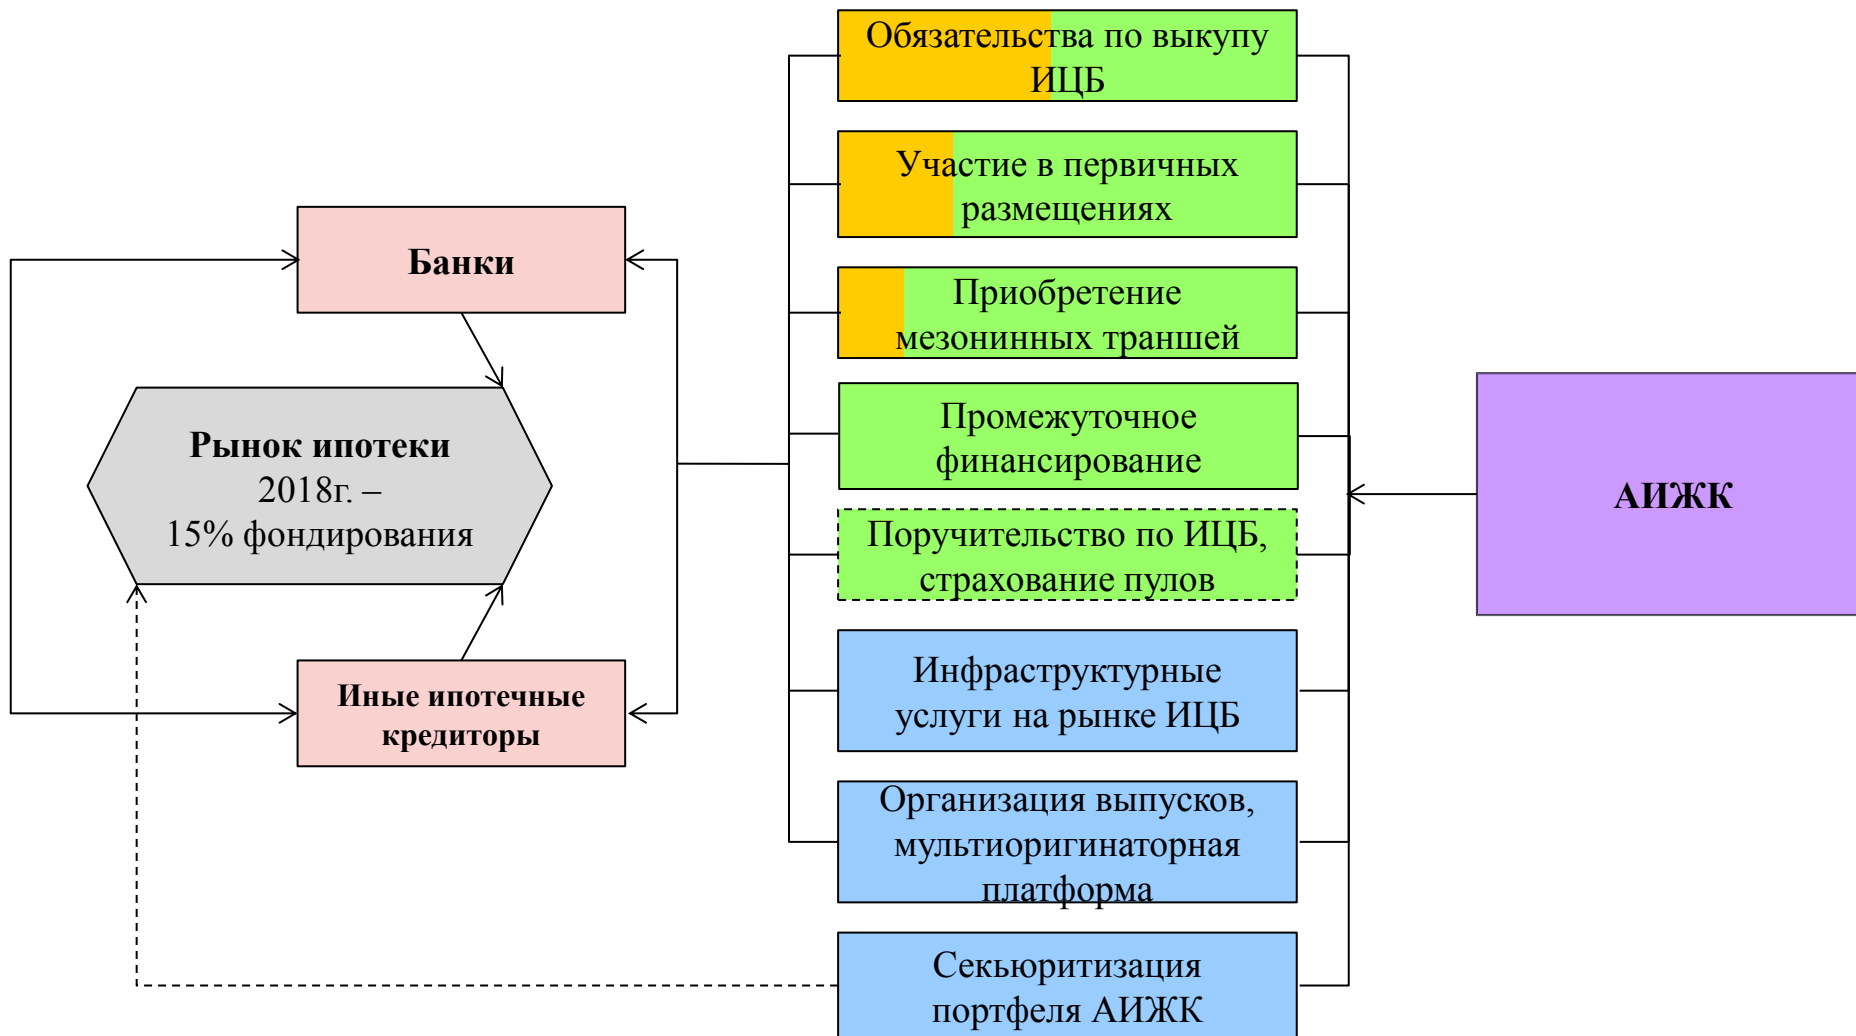 Обязательства по выкупу
ИЦБ
Участие в первичных
размещениях
Банки
Приобретение
мезонинных траншей
Рынок ипотеки
2018г. –
15% фондирования
Промежуточное
финансирование
АИЖК
Поручительство по ИЦБ,
страхование пулов
Иные ипотечные
кредиторы
Инфраструктурные
услуги на рынке ИЦБ
Организация выпусков,
мультиоригинаторная
платформа
Секьюритизация
портфеля АИЖК